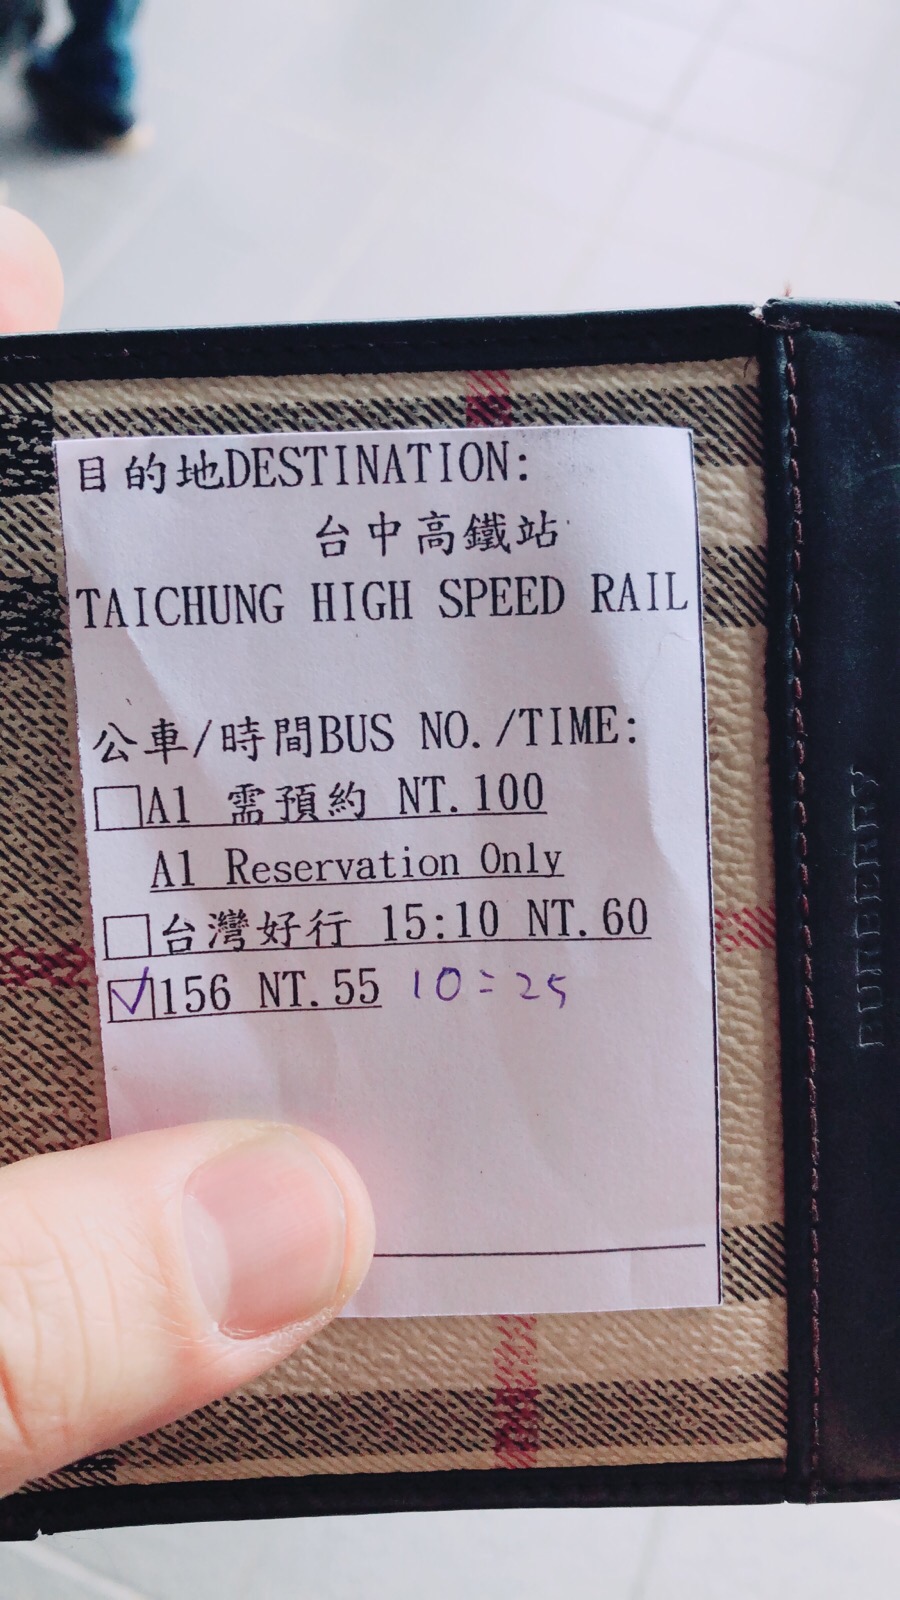 目的地DESTINATION:
台中高鐵站
TAICHUNG HIGH SPEED RAIL
公車/時間BUS NO./TIME:
A1 需預約 NT.100
A1 Reservation Only
台灣好行 15:10 NT.60
156 NT.55 10:25
BURBERRY